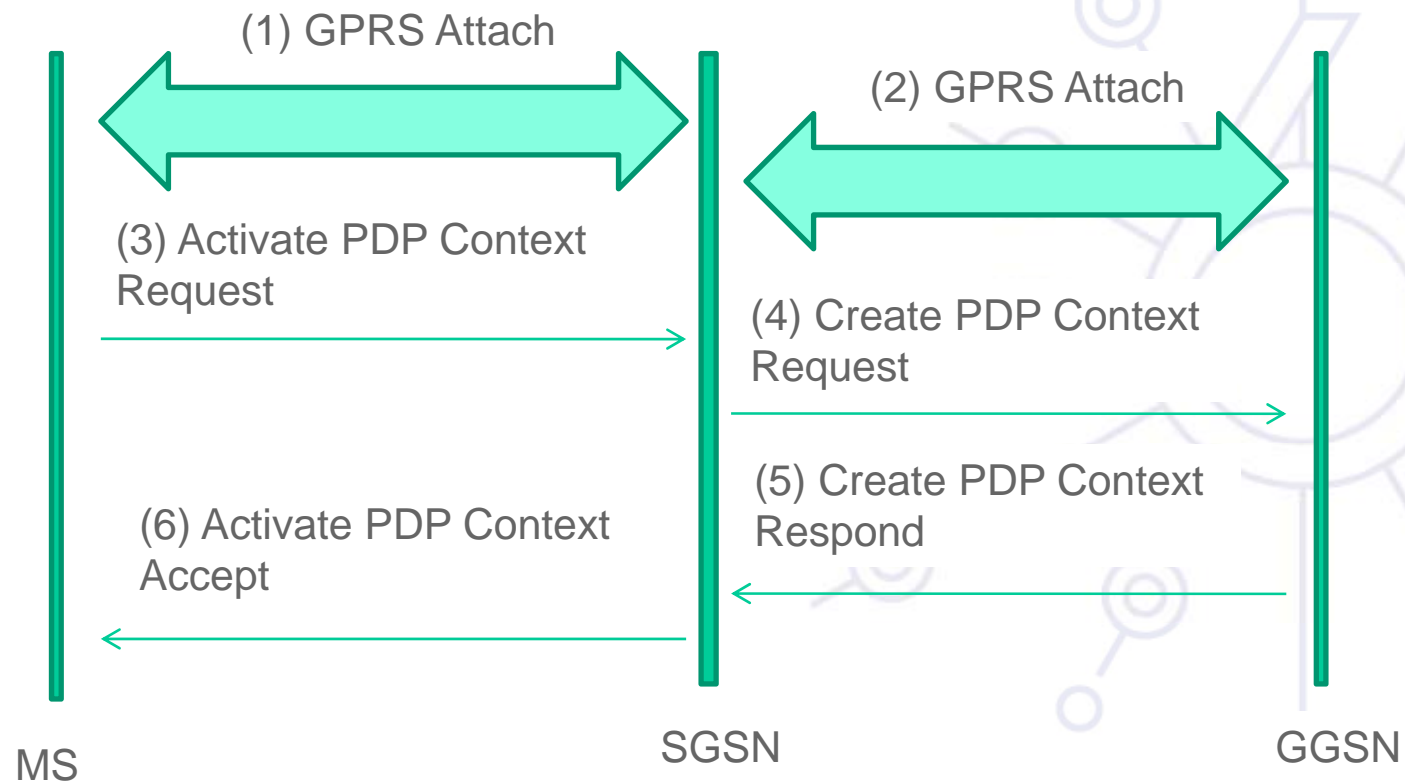 (1) GPRS Attach
(2) GPRS Attach
(3) Activate PDP Context
Request
(4) Create PDP Context
Request
(5) Create PDP Context
Respond
(6) Activate PDP Context
Accept
MS
SGSN
GGSN